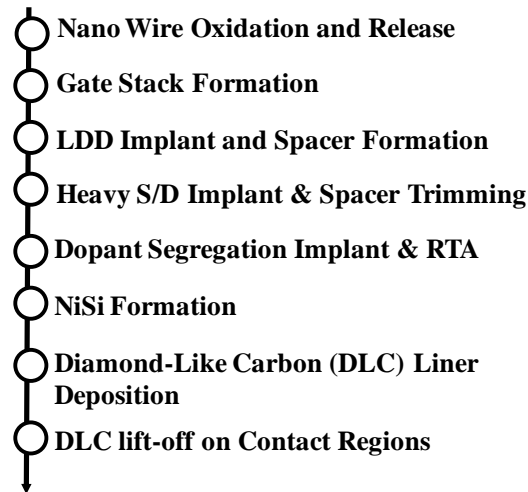 Nano Wire Oxidation and Release
Gate Stack Formation
LDD Implant and Spacer Formation
Heavy S/D Implant & Spacer Trimming
Dopant Segregation Implant & RTA
NiSi Formation
Diamond-Like Carbon (DLC) Liner
Deposition
DLC lift-off on Contact Regions